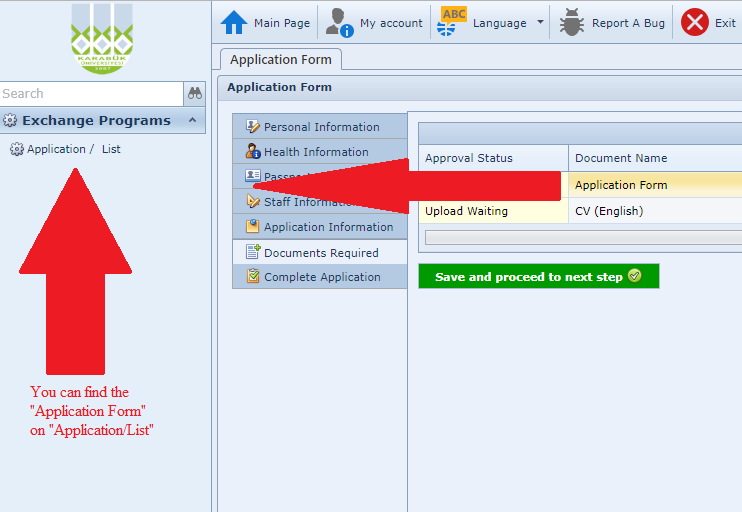 KARABÜK
ÜNİVERSİTESİ
2007
Main Page
My account
ABC
Language
Report A Bug
Exit
Search
Exchange Programs
Application / List
Application Form
Application Form
Personal Information
Health Information
Staff
Application Information
Documents Required
Complete Application
Approval Status
Document Name
Application Form
Upload Waiting
CV (English)
Save and proceed to next step
You can find the
"Application Form"
on "Application/List"